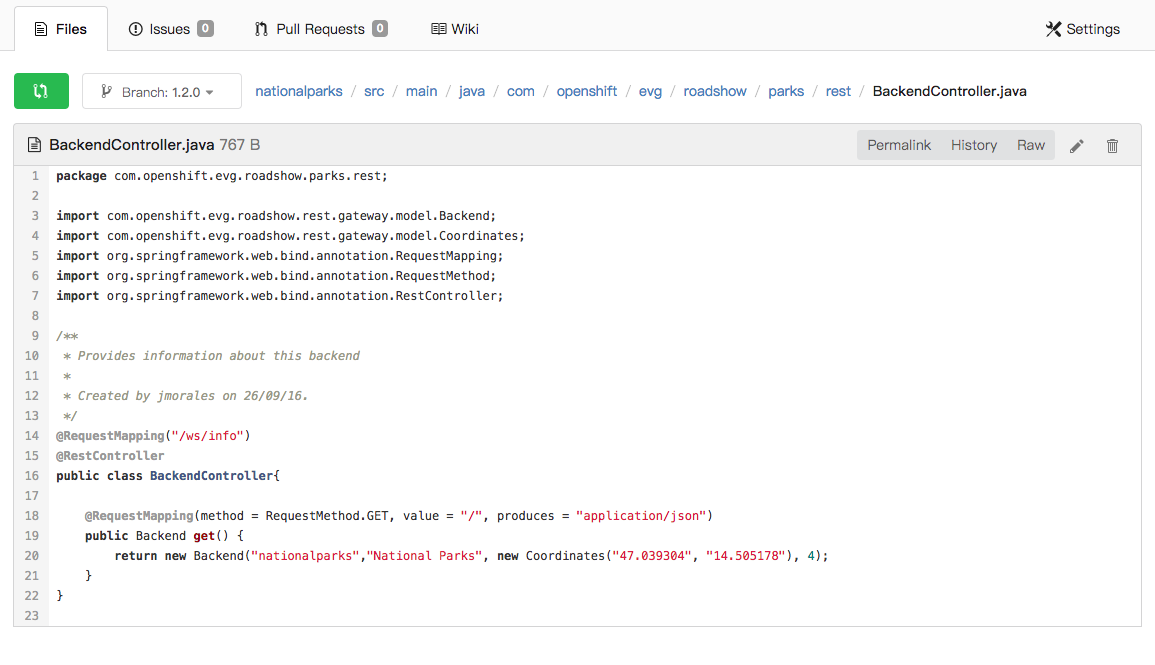 Files Issues 0 Pull Requests 0 Wiki Settings
Branch: 1.2.0 nationalparks / src / main / java / com / openshift / evg / roadshow / parks / rest / BackendController.java
BackendController.java 767 B Permalink History Raw
1 package com.openshift.evg.roadshow.parks.rest;
2
3 import com.openshift.evg.roadshow.rest.gateway.model.Backend;
4 import com.openshift.evg.roadshow.rest.gateway.model.Coordinates;
5 import org.springframework.web.bind.annotation.RequestMapping;
6 import org.springframework.web.bind.annotation.RequestMethod;
7 import org.springframework.web.bind.annotation.RestController;
8
9 /**
10 * Provides information about this backend
11 *
12 * Created by jmorales on 26/09/16.
13 */
14 @RequestMapping("/ws/info")
15 @RestController
16 public class BackendController{
17
18 @RequestMapping(method = RequestMethod.GET, value = "/", produces = "application/json")
19 public Backend get() {
20 return new Backend("nationalparks","National Parks", new Coordinates("47.039304", "14.505178"), 4);
21 }
22 }
23